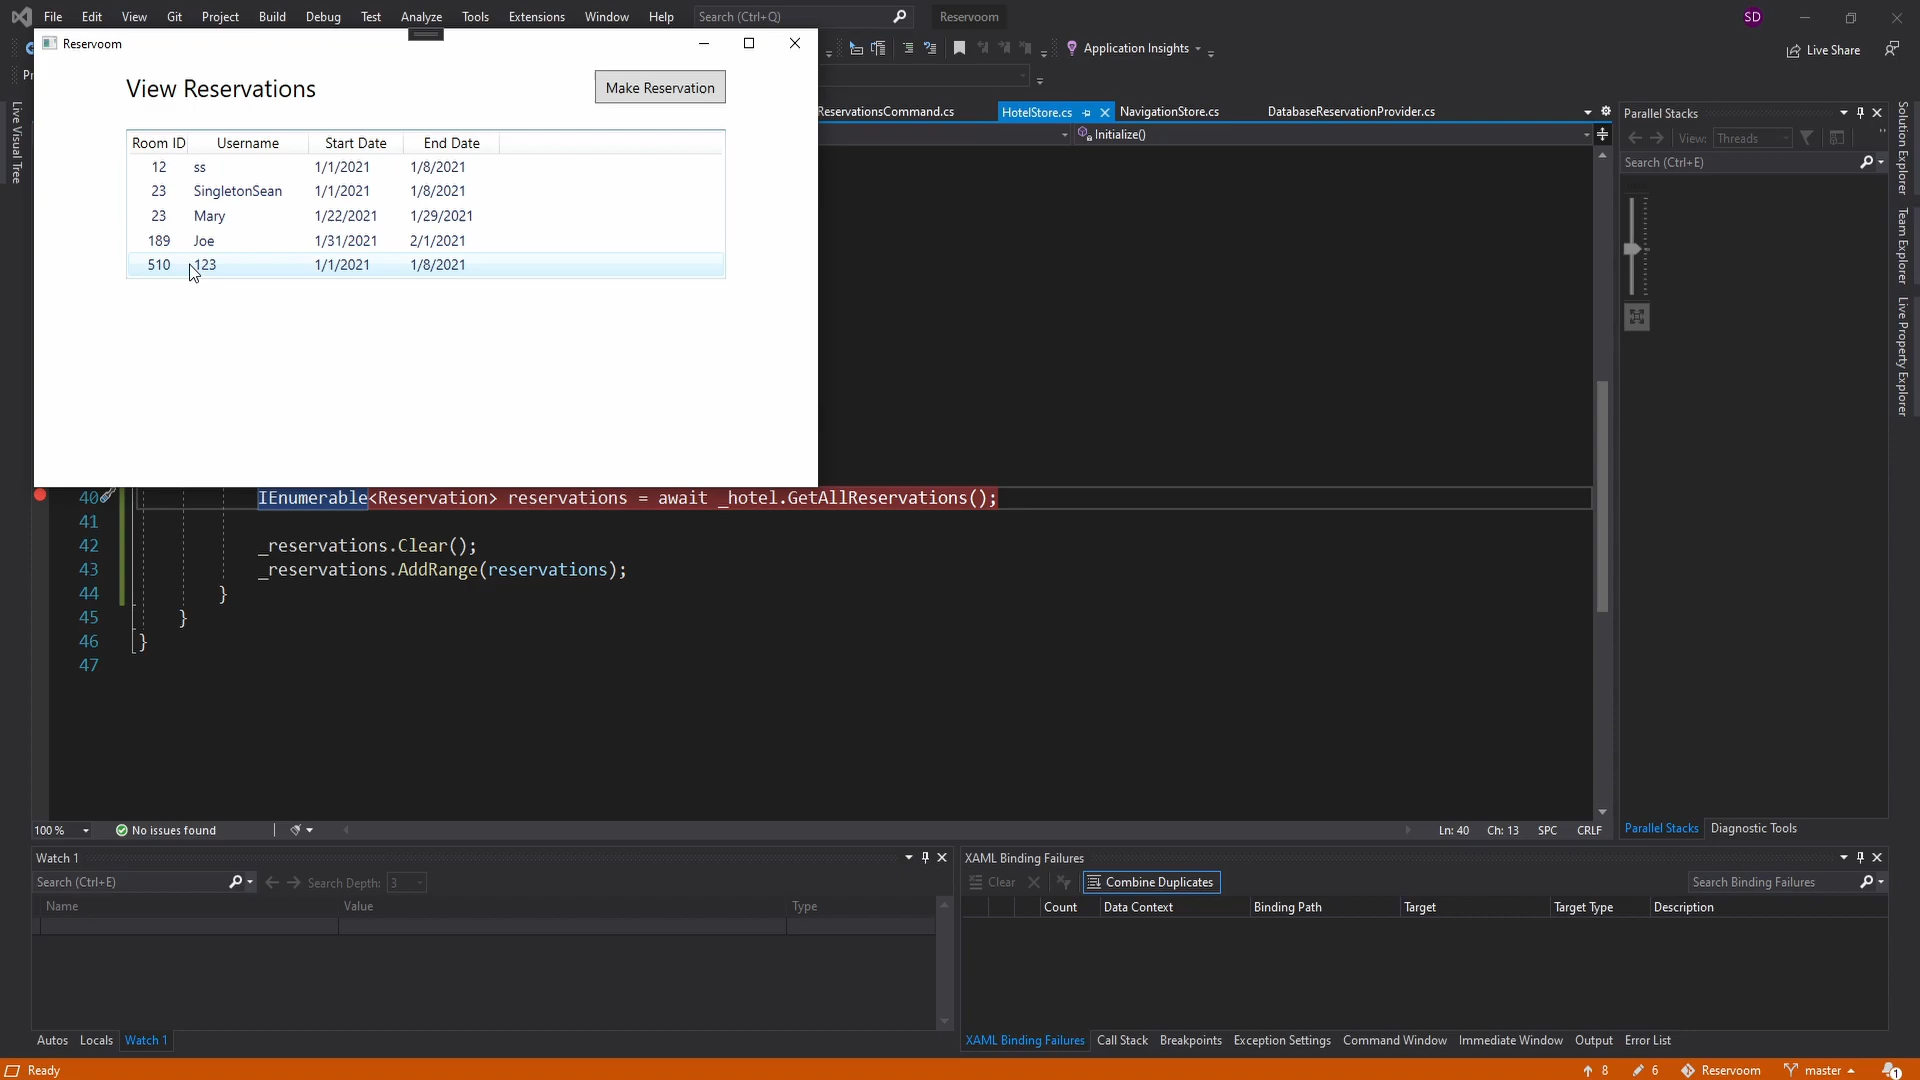 File Edit View Git Project Build Debug Test Analyze Tools Extensions Window Help Search (Ctrl+Q) Reservoom SD
Reservoom
Application Insights
Live Share
View Reservations
Make Reservation
ReservationsCommand.cs HotelStore.cs NavigationStore.cs DatabaseReservationProvider.cs
Initialize()
Room ID Username Start Date End Date
12 ss 1/1/2021 1/8/2021
23 SingletonSean 1/1/2021 1/8/2021
23 Mary 1/22/2021 1/29/2021
189 Joe 1/31/2021 2/1/2021
510 123 1/1/2021 1/8/2021
Live Visual Tree
Parallel Stacks
View: Threads
Search (Ctrl+E)
Solution Explorer
Team Explorer
Live Property Explorer
40 IEnumerable<Reservation> reservations = await _hotel.GetAllReservations();
41
42 _reservations.Clear();
43 _reservations.AddRange(reservations);
44 }
45 }
46 }
47
100 % No issues found Ln: 40 Ch: 13 SPC CRLF
Parallel Stacks Diagnostic Tools
Watch 1
Search (Ctrl+E) Search Depth: 3
Name Value Type
Autos Locals Watch 1
XAML Binding Failures
Clear Combine Duplicates Search Binding Failures
Count Data Context Binding Path Target Target Type Description
XAML Binding Failures Call Stack Breakpoints Exception Settings Command Window Immediate Window Output Error List
Ready 8 6 Reservoom master 1